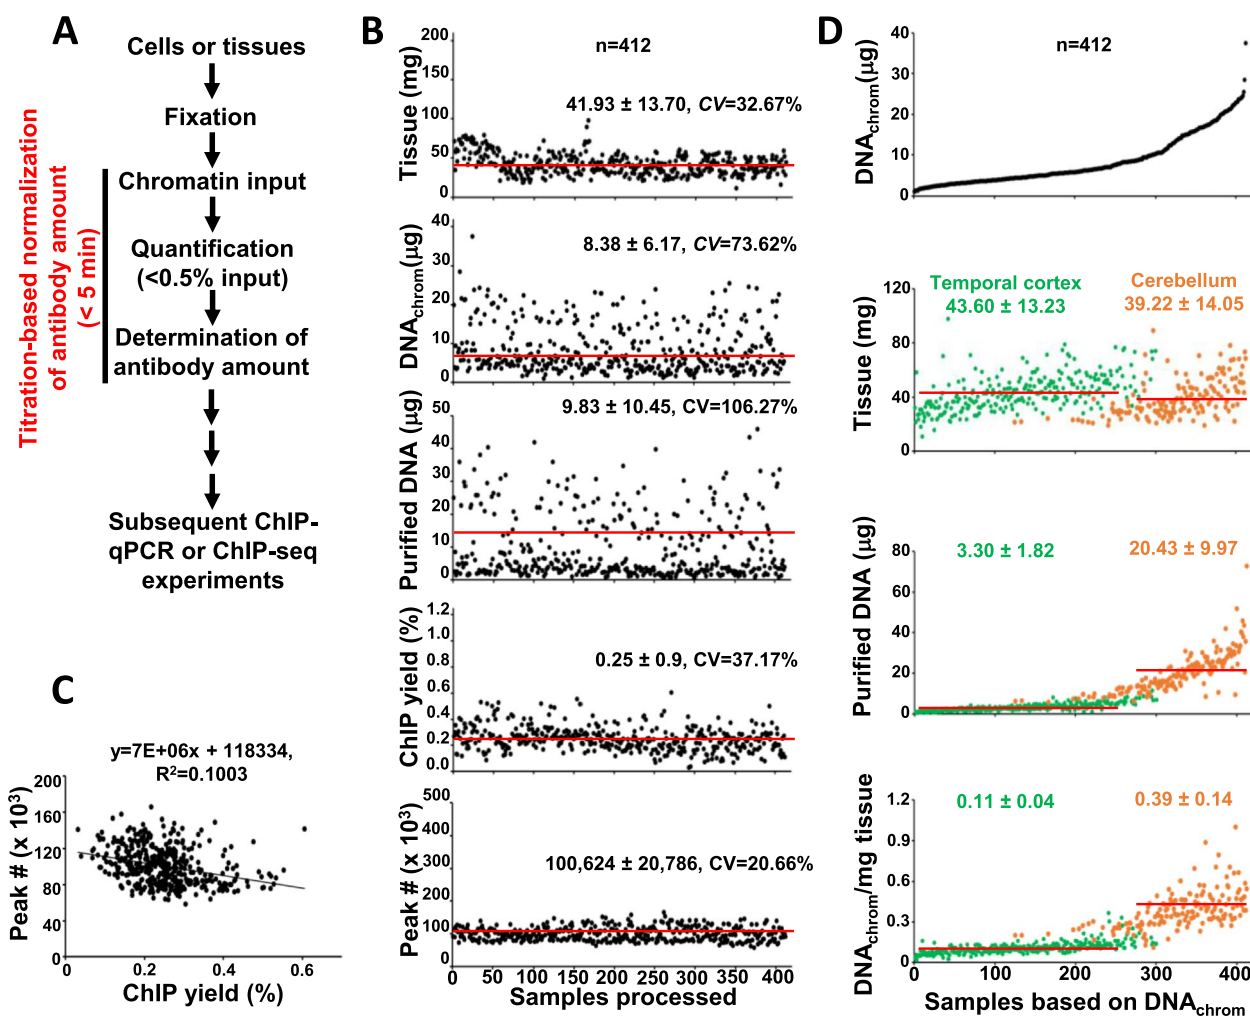 A
Cells or tissues
Fixation
Chromatin input
Quantification
(<0.5% input)
Determination of
antibody amount
Subsequent ChIP-
qPCR or ChIP-seq
experiments
Titration-based normalization
of antibody amount
(< 5 min)
B
n=412
Tissue (mg)
200
150
100
50
0
41.93 ± 13.70, CV=32.67%
DNAchrom(µg)
40
30
20
10
0
8.38 ± 6.17, CV=73.62%
Purified DNA (µg)
50
40
30
20
10
0
9.83 ± 10.45, CV=106.27%
ChIP yield (%)
1.2
1.0
0.8
0.6
0.4
0.2
0.0
0.25 ± 0.9, CV=37.17%
Peak # (x 10³)
500
400
300
200
100
0
100,624 ± 20,786, CV=20.66%
0 50 100 150 200 250 300 350 400
Samples processed
C
y=7E+06x + 118334,
R²=0.1003
Peak # (x 10³)
200
160
120
80
40
0
0 0.2 0.4 0.6
ChIP yield (%)
D
n=412
DNAchrom(µg)
40
30
20
10
0
Tissue (mg)
120
80
40
0
Temporal cortex
43.60 ± 13.23
Cerebellum
39.22 ± 14.05
Purified DNA (µg)
80
60
40
20
0
3.30 ± 1.82
20.43 ± 9.97
DNAchrom/mg tissue
1.2
0.9
0.6
0.3
0
0.11 ± 0.04
0.39 ± 0.14
0 100 200 300 400
Samples based on DNAchrom